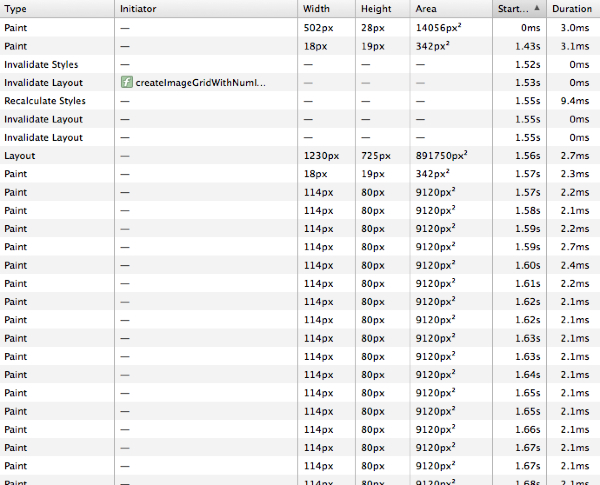 Type Initiator Width Height Area Start... ▲ Duration
Paint — 502px 28px 14056px² 0ms 3.0ms
Paint — 18px 19px 342px² 1.43s 3.1ms
Invalidate Styles — — — — 1.52s 0ms
Invalidate Layout f createImageGridWithNumI... — — — 1.53s 0ms
Recalculate Styles — — — — 1.55s 9.4ms
Invalidate Layout — — — — 1.55s 0ms
Invalidate Layout — — — — 1.55s 0ms
Layout — 1230px 725px 891750px² 1.56s 2.7ms
Paint — 18px 19px 342px² 1.57s 2.3ms
Paint — 114px 80px 9120px² 1.57s 2.2ms
Paint — 114px 80px 9120px² 1.58s 2.1ms
Paint — 114px 80px 9120px² 1.59s 2.2ms
Paint — 114px 80px 9120px² 1.59s 2.7ms
Paint — 114px 80px 9120px² 1.60s 2.4ms
Paint — 114px 80px 9120px² 1.61s 2.2ms
Paint — 114px 80px 9120px² 1.62s 2.1ms
Paint — 114px 80px 9120px² 1.62s 2.1ms
Paint — 114px 80px 9120px² 1.63s 2.1ms
Paint — 114px 80px 9120px² 1.63s 2.1ms
Paint — 114px 80px 9120px² 1.64s 2.1ms
Paint — 114px 80px 9120px² 1.65s 2.1ms
Paint — 114px 80px 9120px² 1.65s 2.1ms
Paint — 114px 80px 9120px² 1.66s 2.1ms
Paint — 114px 80px 9120px² 1.67s 2.1ms
Paint — 114px 80px 9120px² 1.67s 2.1ms
Paint — 114px 80px 9120px² 1.68s 2.1ms